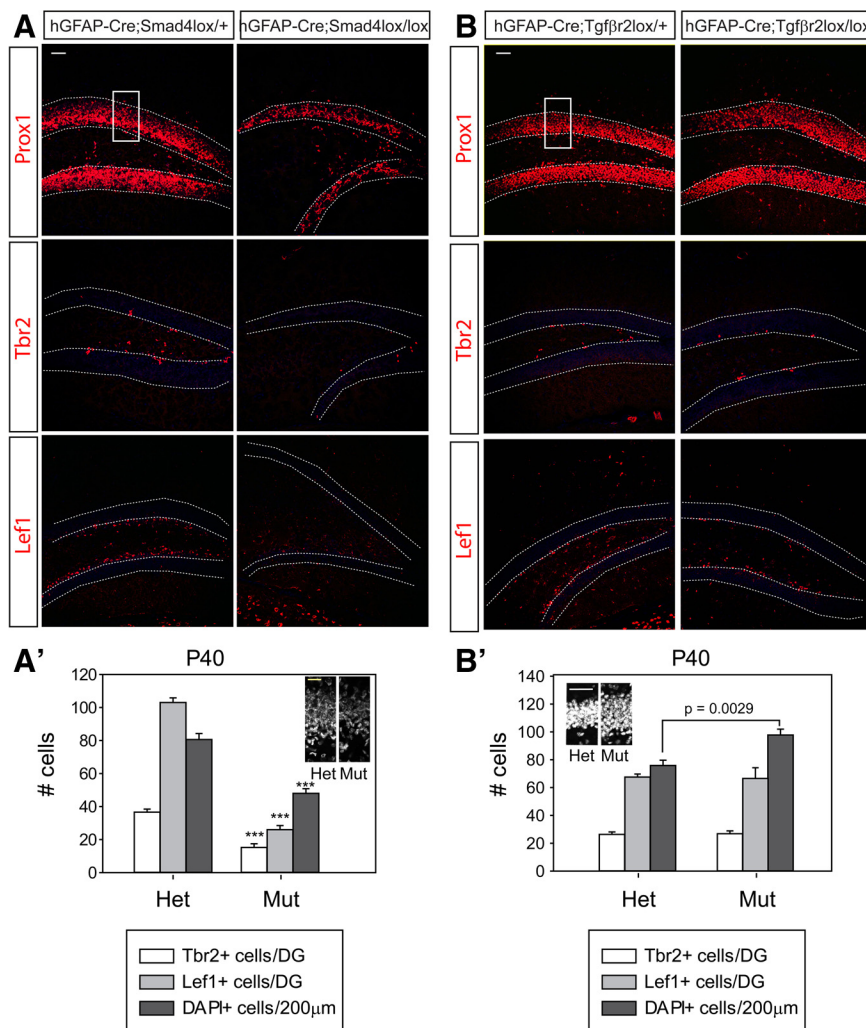 A
hGFAP-Cre;Smad4lox/+
hGFAP-Cre;Smad4lox/lox
Prox1
Tbr2
Lef1
B
hGFAP-Cre;Tgfβr2lox/+
hGFAP-Cre;Tgfβr2lox/lox
Prox1
Tbr2
Lef1
A'
P40
# cells
120
100
80
60
40
20
0
Het Mut
***
***
***
Het Mut
Tbr2+ cells/DG
Lef1+ cells/DG
DAPI+ cells/200μm
B'
P40
# cells
140
120
100
80
60
40
20
0
Het Mut
p = 0.0029
Het Mut
Tbr2+ cells/DG
Lef1+ cells/DG
DAPI+ cells/200μm